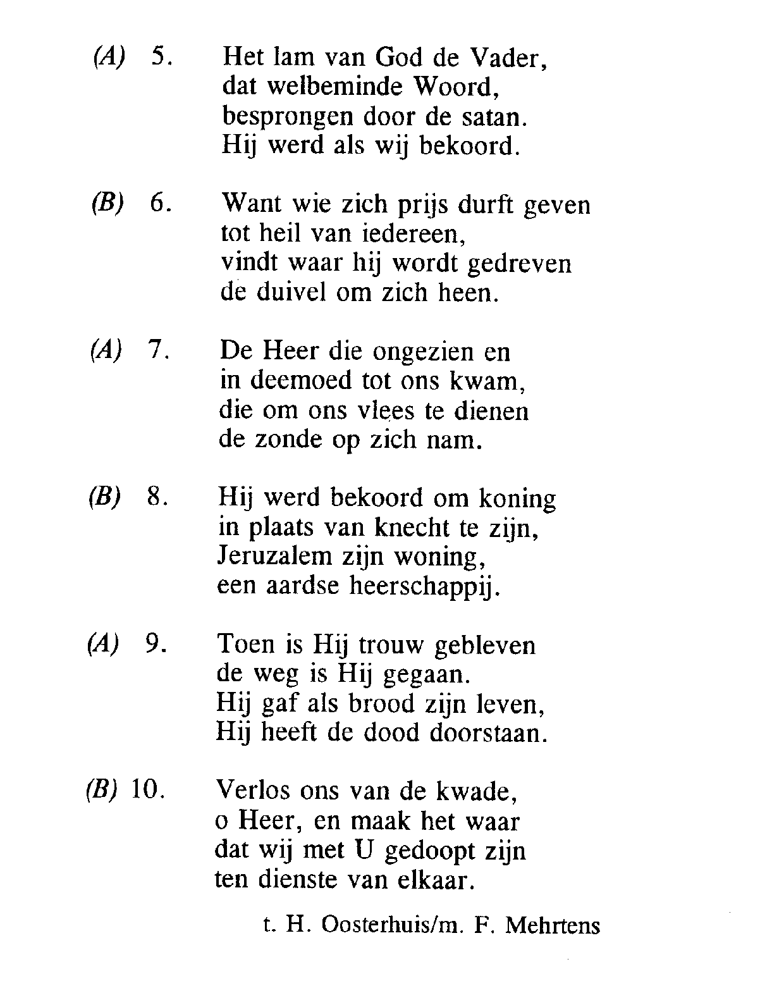 (A) 5. Het lam van God de Vader,
dat welbeminde Woord,
besprongen door de satan.
Hij werd als wij bekoord.
(B) 6. Want wie zich prijs durft geven
tot heil van iedereen,
vindt waar hij wordt gedreven
de duivel om zich heen.
(A) 7. De Heer die ongezien en
in deemoed tot ons kwam,
die om ons vlees te dienen
de zonde op zich nam.
(B) 8. Hij werd bekoord om koning
in plaats van knecht te zijn,
Jeruzalem zijn woning,
een aardse heerschappij.
(A) 9. Toen is Hij trouw gebleven
de weg is Hij gegaan.
Hij gaf als brood zijn leven,
Hij heeft de dood doorstaan.
(B) 10. Verlos ons van de kwade,
o Heer, en maak het waar
dat wij met U gedoopt zijn
ten dienste van elkaar.
t. H. Oosterhuis/m. F. Mehrtens